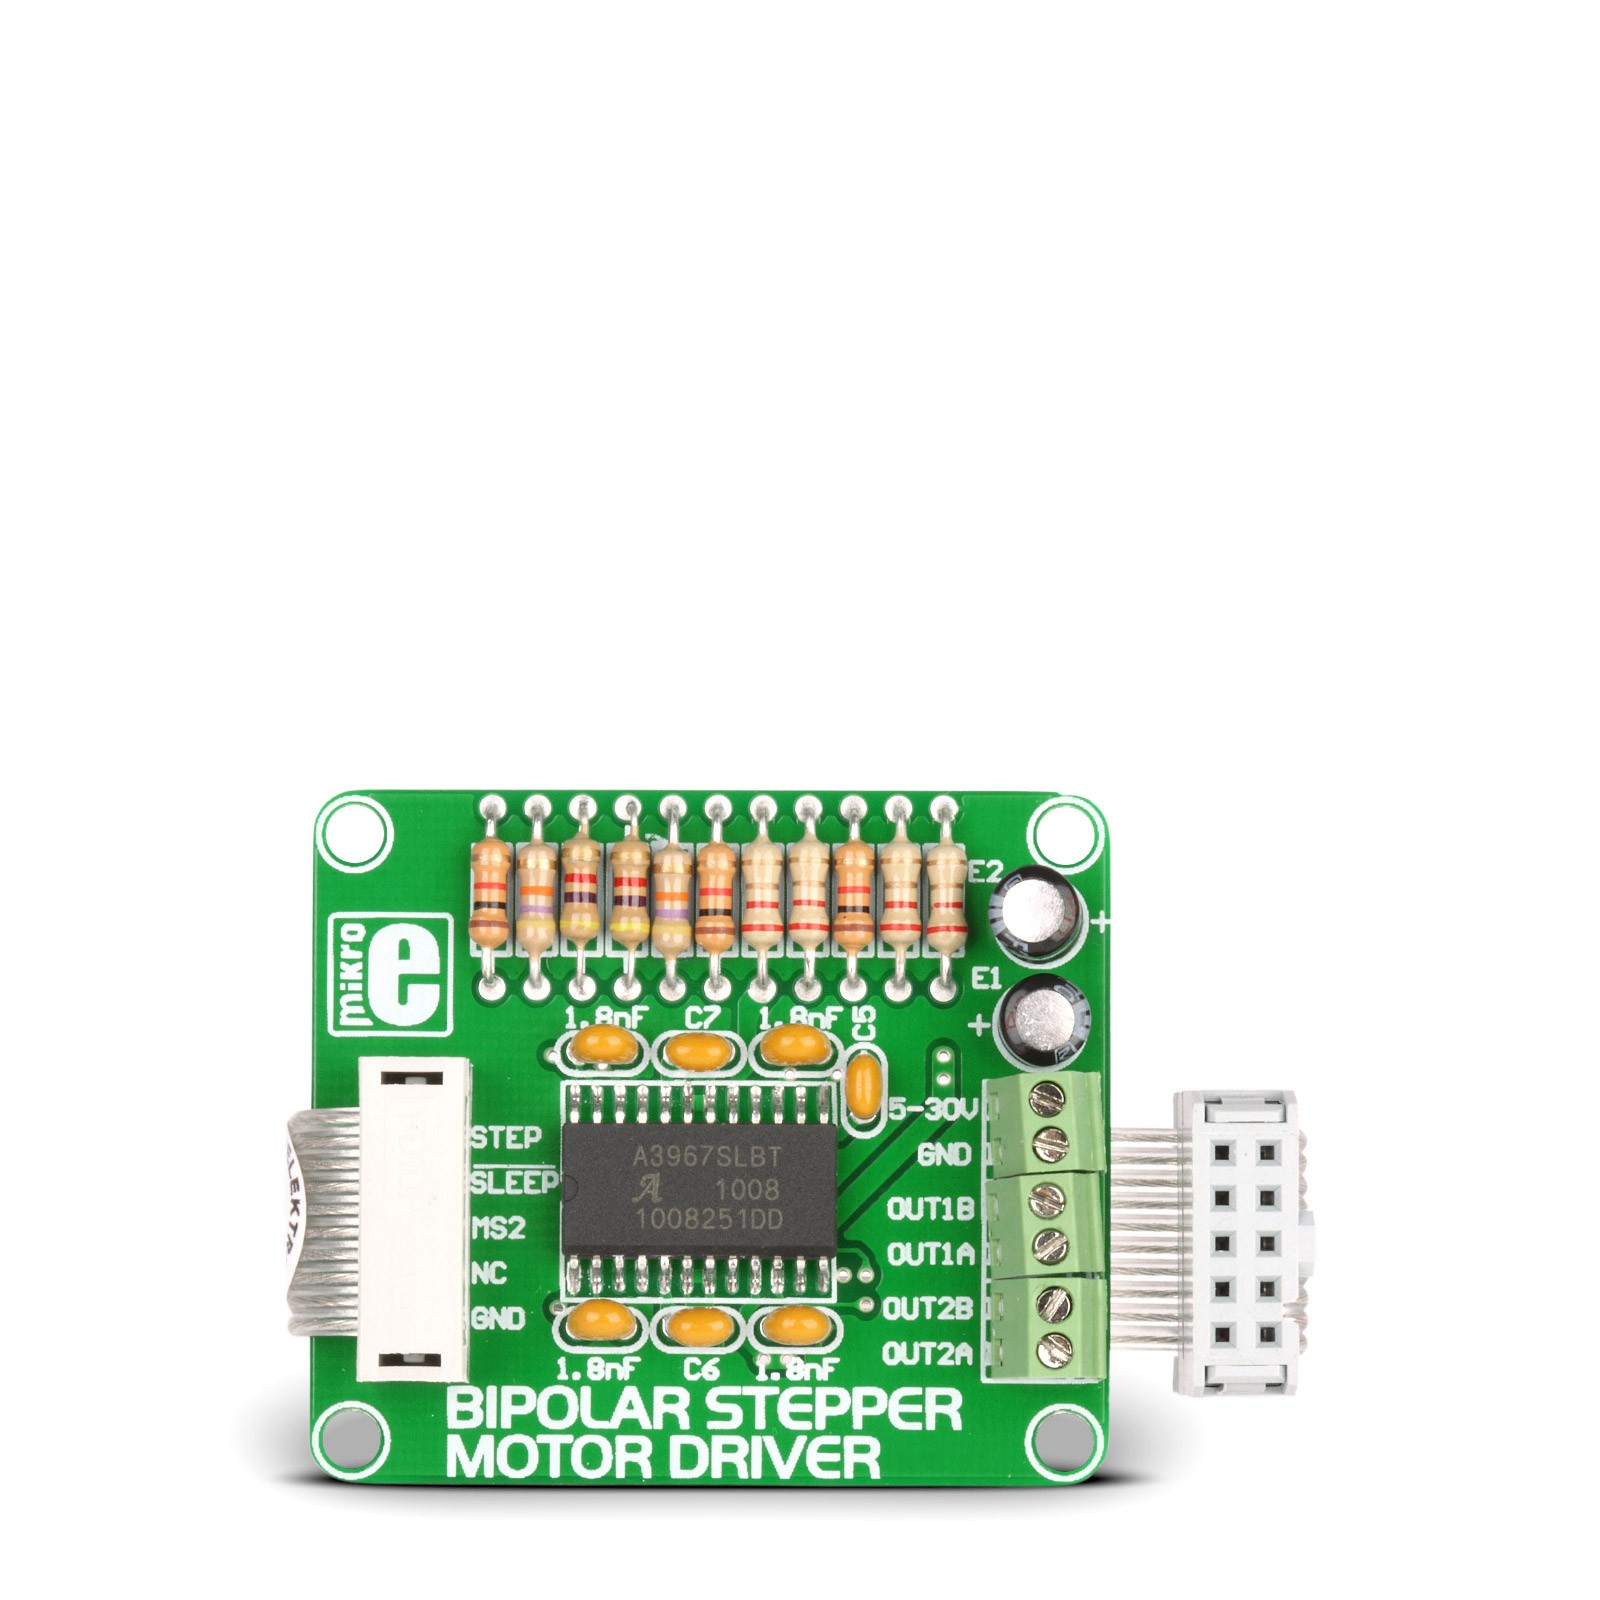 E2
+
mikro
e
E1
+
1.8nF
C7
1.8nF
C5
5-30V
GND
STEP
SLEEP
MS2
NC
GND
A3967SLBT
A 1008
1008251DD
OUT1B
OUT1A
OUT2B
OUT2A
1.8nF
C6
1.8nF
BIPOLAR STEPPER
MOTOR DRIVER